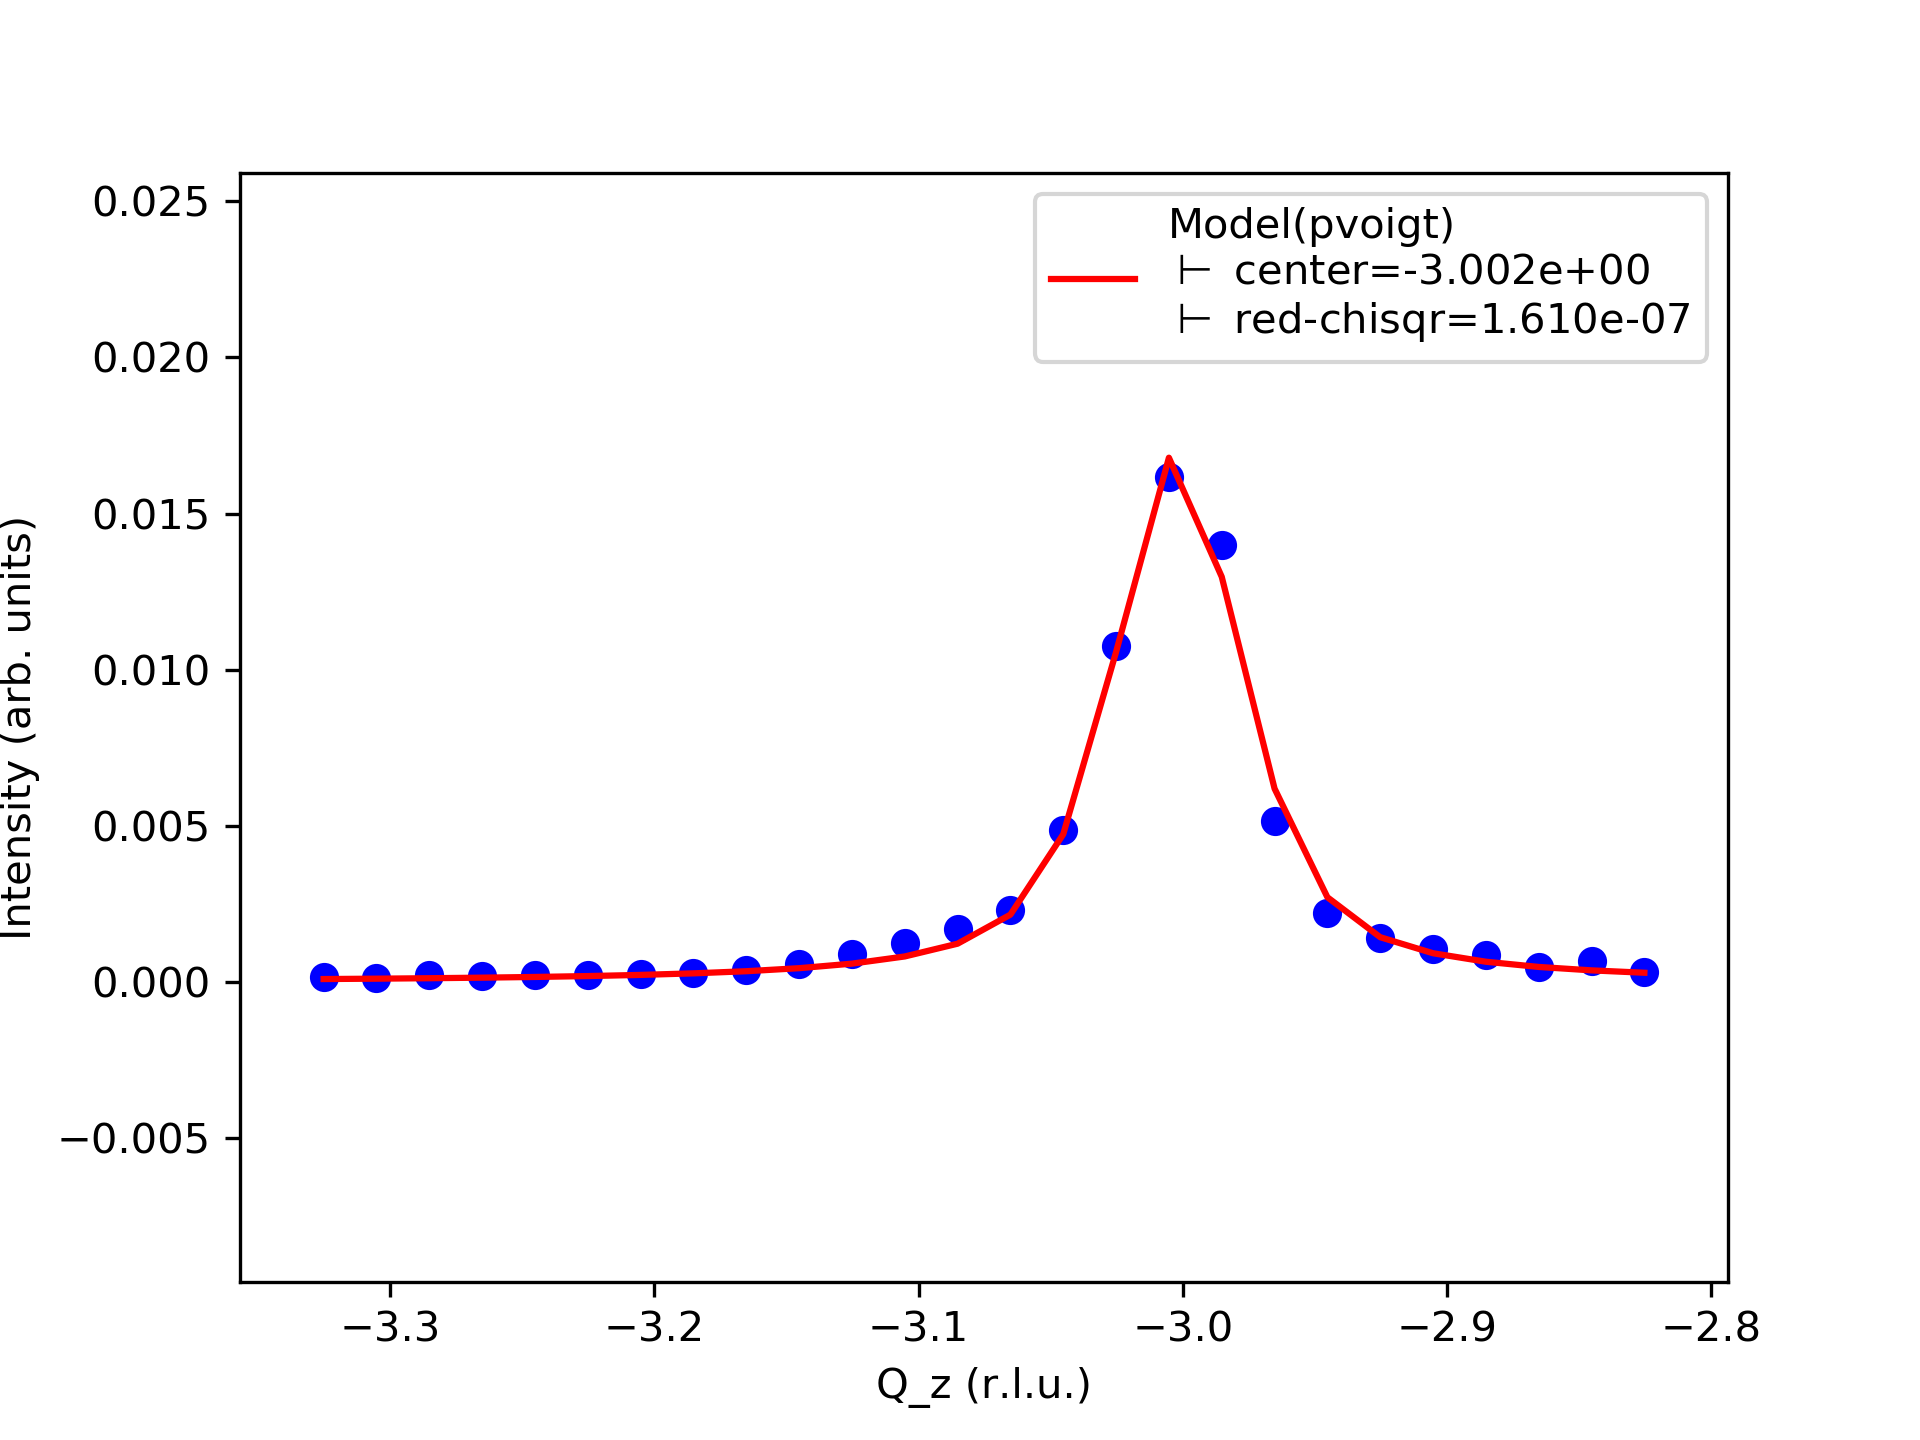 0.025
0.020
0.015
0.010
0.005
0.000
−0.005
Intensity (arb. units)
Model(pvoigt)
⊢ center=-3.002e+00
⊢ red-chisqr=1.610e-07
−3.3 −3.2 −3.1 −3.0 −2.9 −2.8
Q_z (r.l.u.)